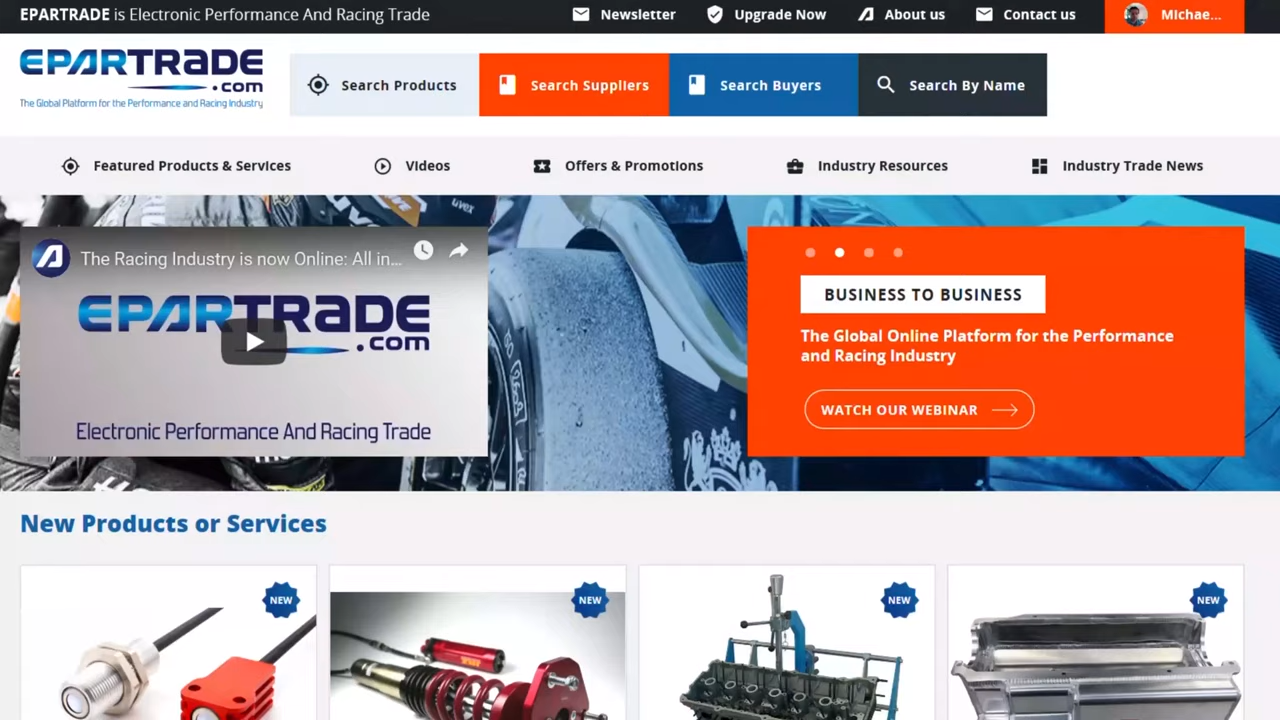 EPARTRADE is Electronic Performance And Racing Trade
Newsletter
Upgrade Now
About us
Contact us
Michae...
EPARTRADE
.com
The Global Platform for the Performance and Racing Industry
Search Products
Search Suppliers
Search Buyers
Search By Name
Featured Products & Services
Videos
Offers & Promotions
Industry Resources
Industry Trade News
uvex
The Racing Industry is now Online: All in...
EPARTRADE
.com
Electronic Performance And Racing Trade
BUSINESS TO BUSINESS
The Global Online Platform for the Performance
and Racing Industry
WATCH OUR WEBINAR
New Products or Services
NEW
NEW
NEW
NEW